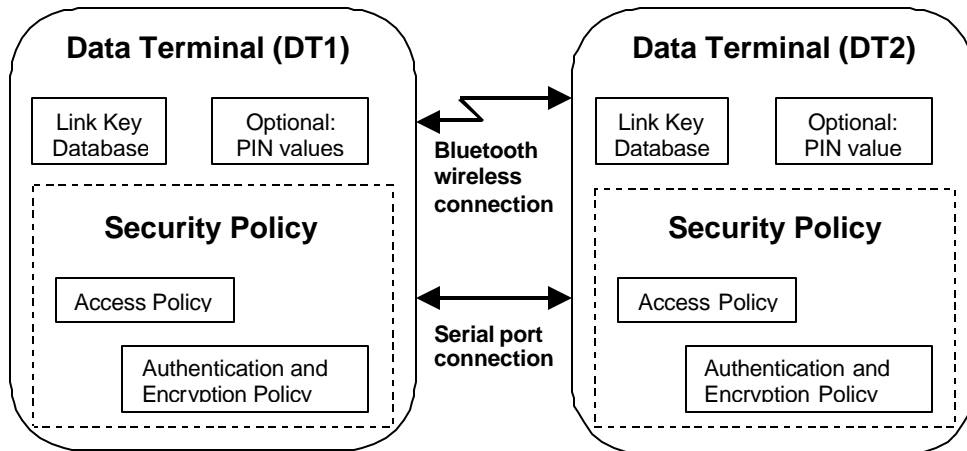 Data Terminal (DT1)
Link Key
Database
Optional:
PIN values
Security Policy
Access Policy
Authentication and
Encryption Policy
Bluetooth
wireless
connection
Serial port
connection
Data Terminal (DT2)
Link Key
Database
Optional:
PIN value
Security Policy
Access Policy
Authentication and
Encryption Policy